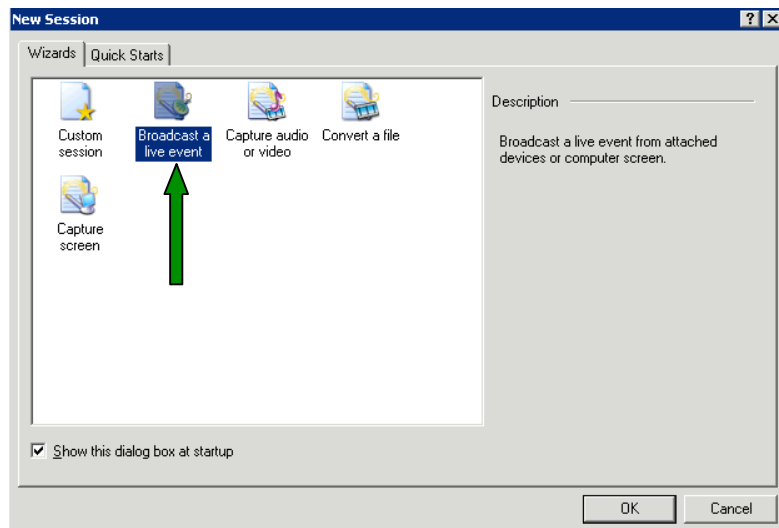 New Session
Wizards
Quick Starts
Custom
session
Broadcast a
live event
Capture audio
or video
Convert a file
Capture
screen
Description
Broadcast a live event from attached
devices or computer screen.
Show this dialog box at startup
OK
Cancel